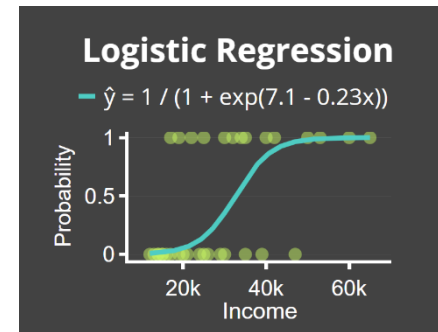 Logistic Regression
ŷ = 1 / (1 + exp(7.1 - 0.23x))
Probability
1
0.5
0
20k 40k 60k
Income